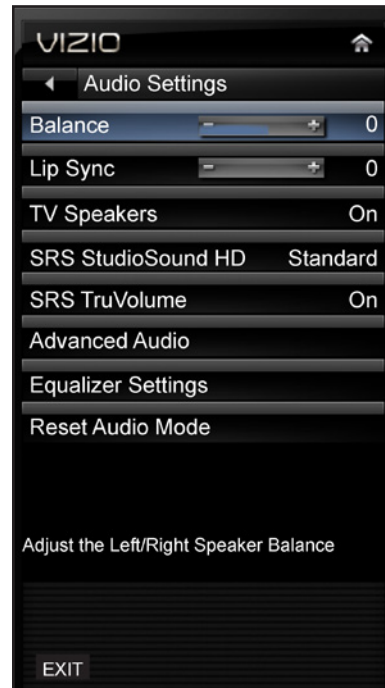 VIZIO
Audio Settings
Balance - + 0
Lip Sync - + 0
TV Speakers On
SRS StudioSound HD Standard
SRS TruVolume On
Advanced Audio
Equalizer Settings
Reset Audio Mode
Adjust the Left/Right Speaker Balance
EXIT